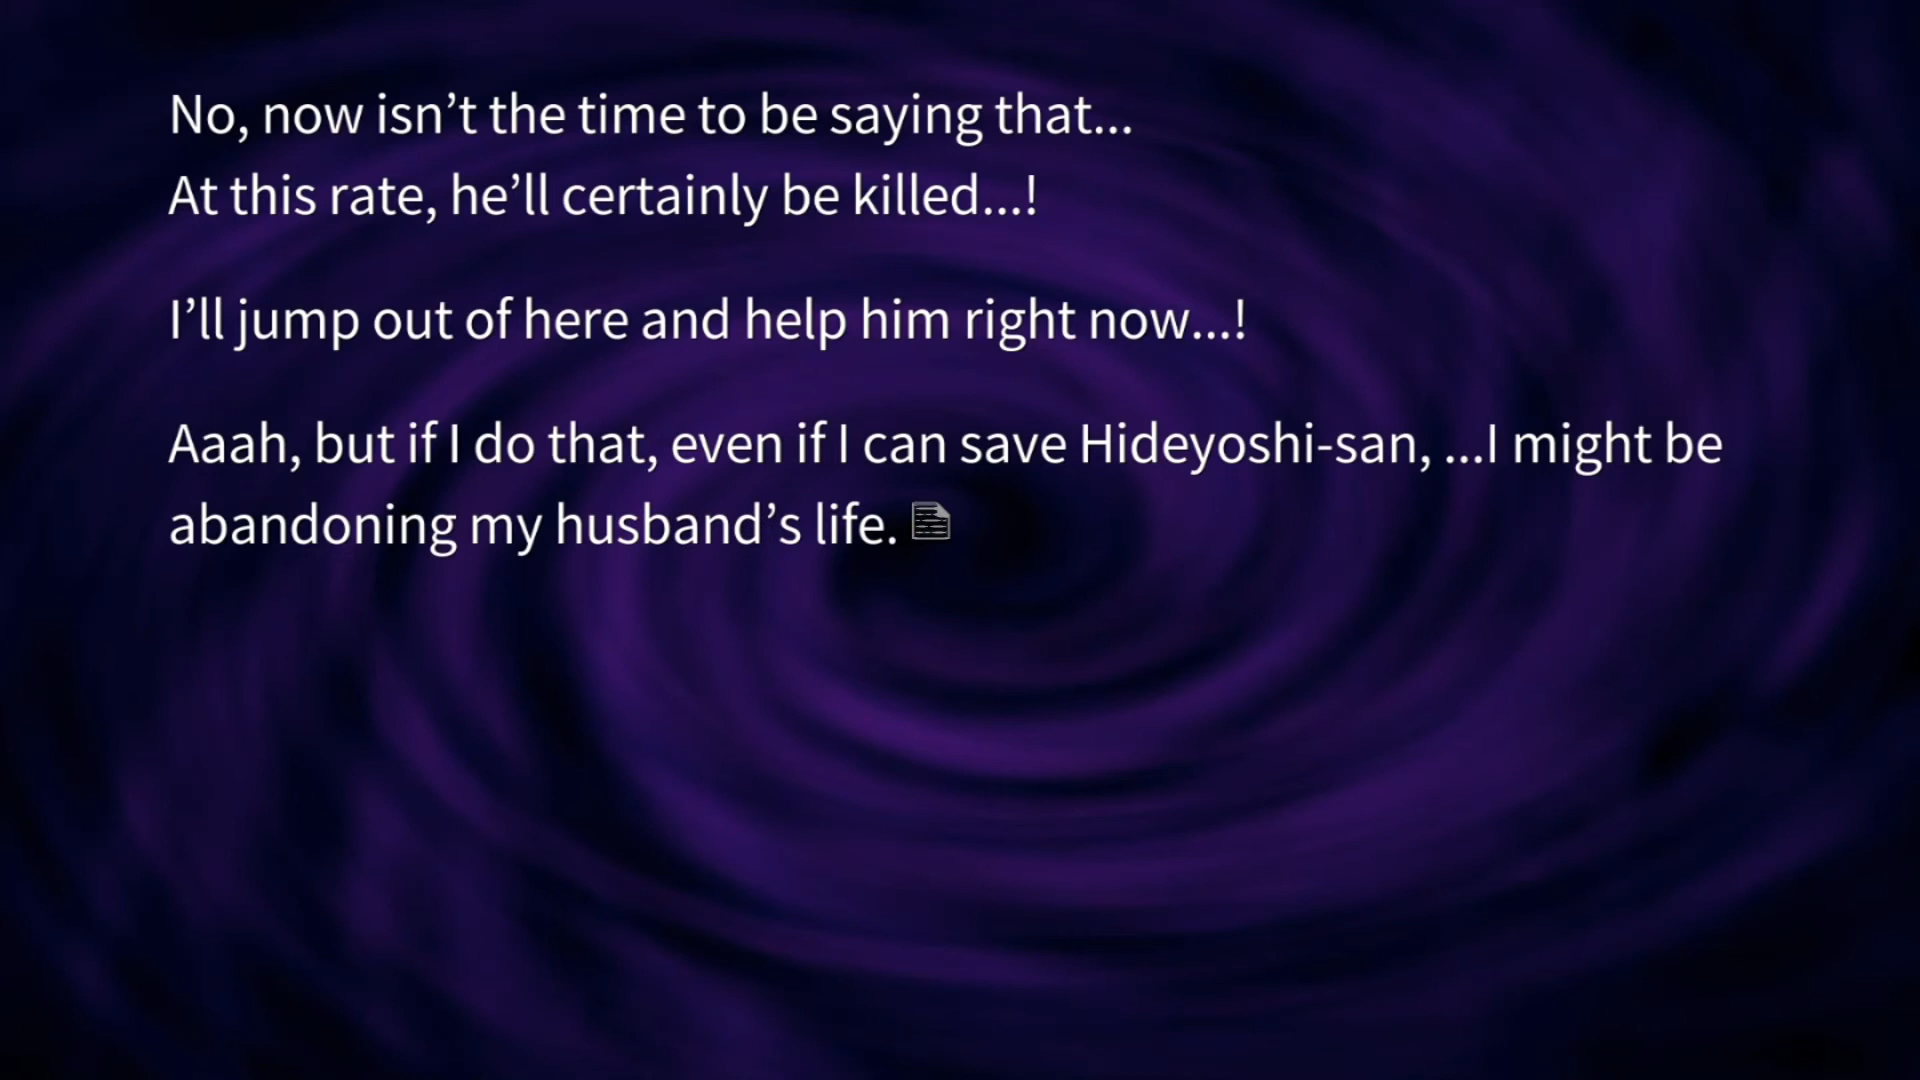 No, now isn’t the time to be saying that...
At this rate, he’ll certainly be killed...!
I’ll jump out of here and help him right now...!
Aaah, but if I do that, even if I can save Hideyoshi-san, ...I might be
abandoning my husband’s life.